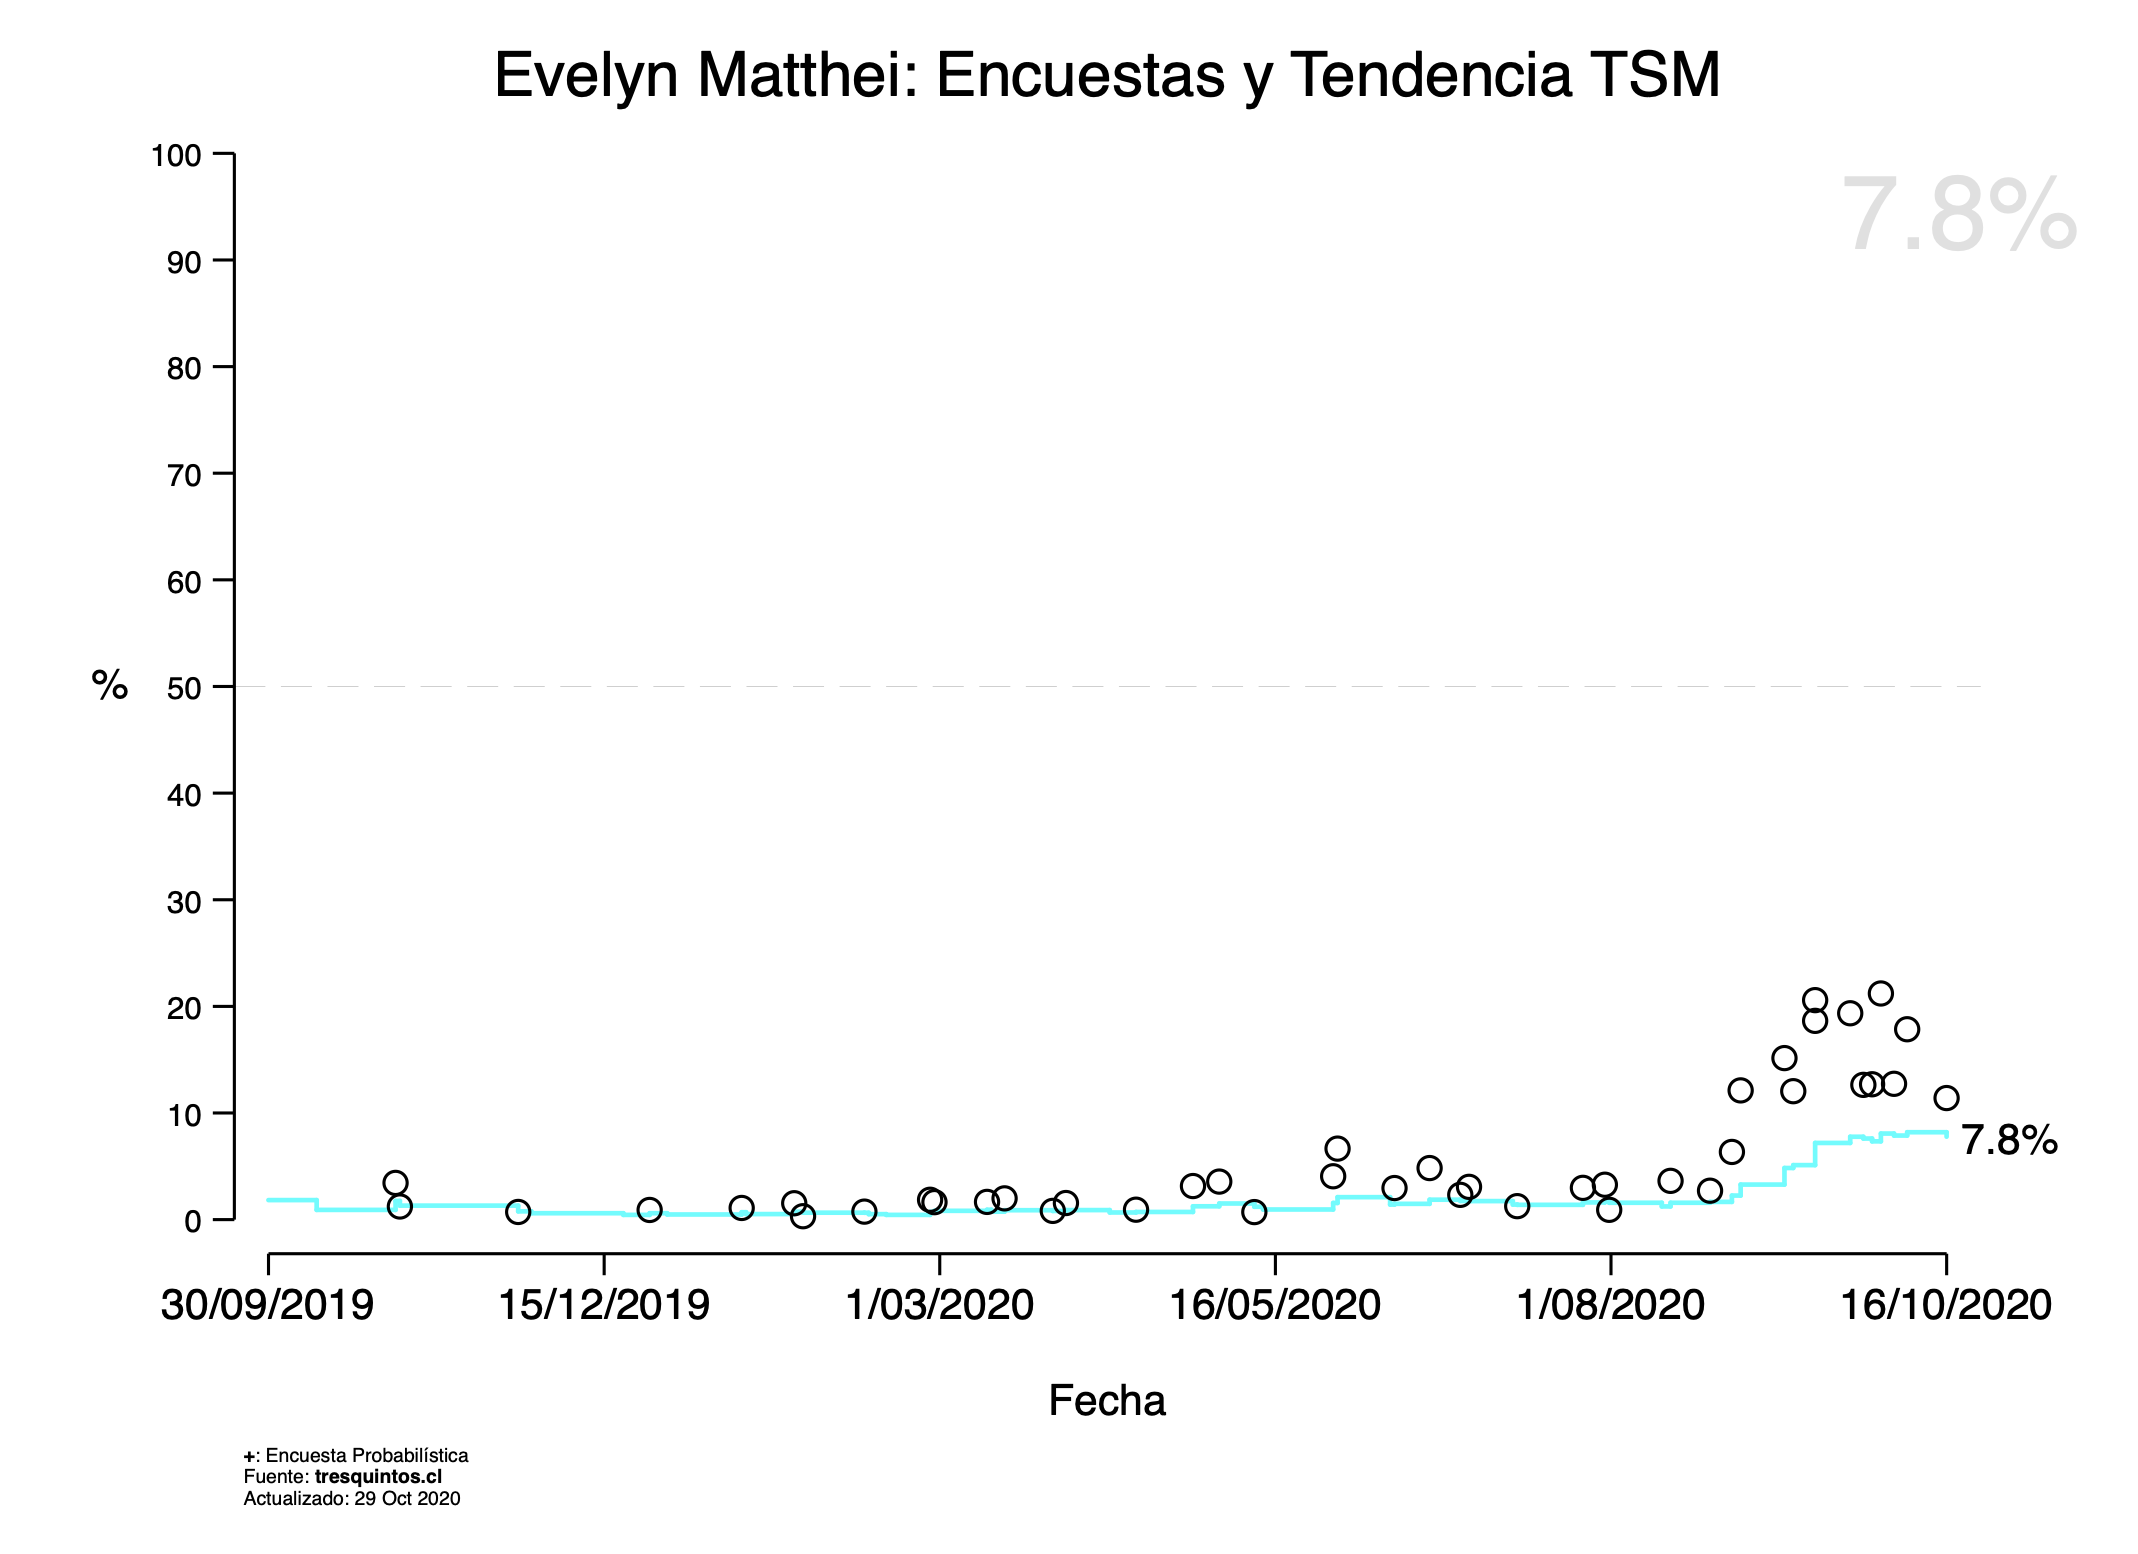 Evelyn Matthei: Encuestas y Tendencia TSM
7.8%
100
90
80
70
60
% 50
40
30
20
10
0
7.8%
30/09/2019 15/12/2019 1/03/2020 16/05/2020 1/08/2020 16/10/2020
Fecha
+: Encuesta Probabilística
Fuente: tresquintos.cl
Actualizado: 29 Oct 2020